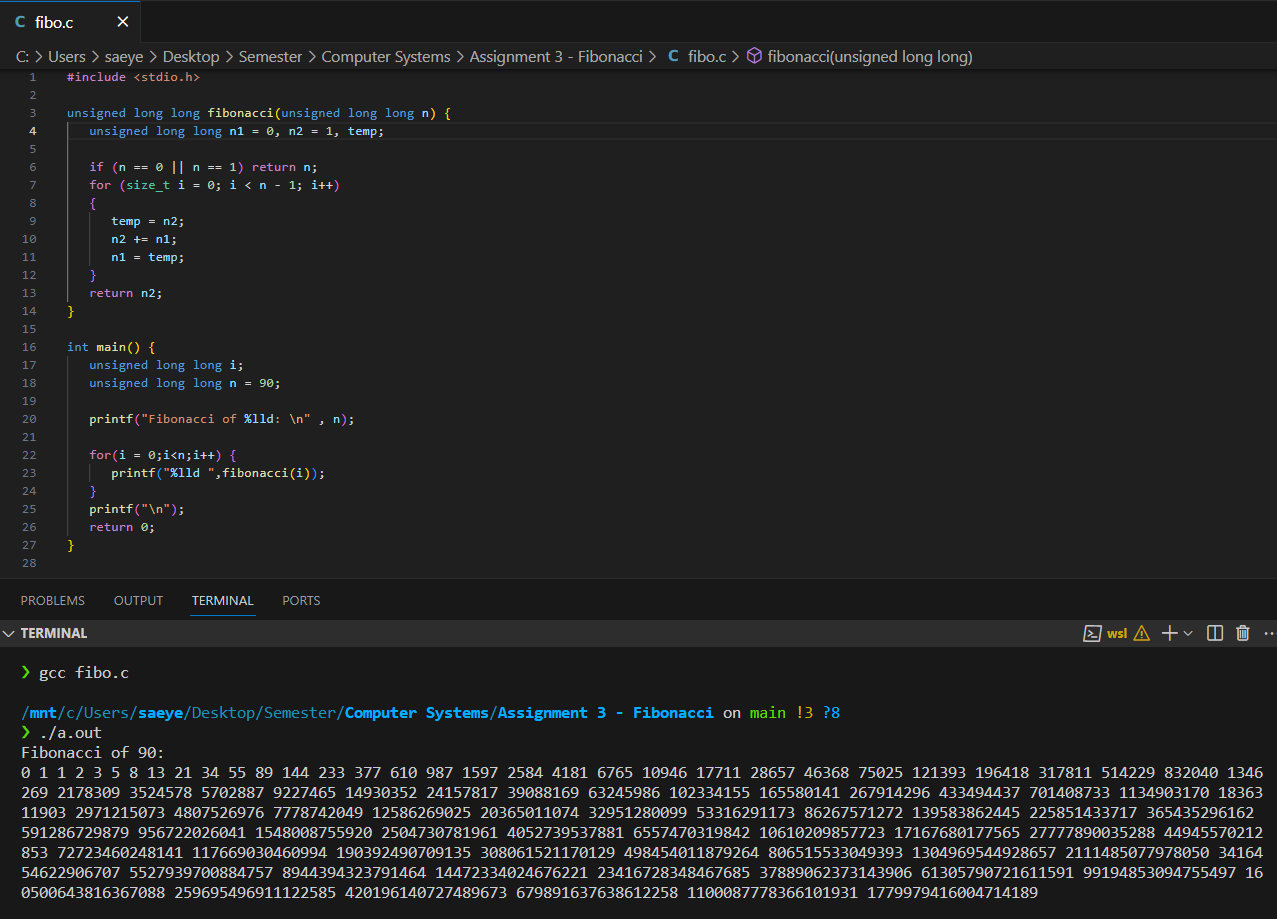 C fibo.c ×
C: > Users > saeye > Desktop > Semester > Computer Systems > Assignment 3 - Fibonacci > C fibo.c > fibonacci(unsigned long long)
1 #include <stdio.h>
2
3 unsigned long long fibonacci(unsigned long long n) {
4 unsigned long long n1 = 0, n2 = 1, temp;
5
6 if (n == 0 || n == 1) return n;
7 for (size_t i = 0; i < n - 1; i++)
8 {
9 temp = n2;
10 n2 += n1;
11 n1 = temp;
12 }
13 return n2;
14 }
15
16 int main() {
17 unsigned long long i;
18 unsigned long long n = 90;
19
20 printf("Fibonacci of %lld: \n" , n);
21
22 for(i = 0;i<n;i++) {
23 printf("%lld ",fibonacci(i));
24 }
25 printf("\n");
26 return 0;
27 }
28
PROBLEMS OUTPUT TERMINAL PORTS
TERMINAL wsl
❯ gcc fibo.c
/mnt/c/Users/saeye/Desktop/Semester/Computer Systems/Assignment 3 - Fibonacci on main !3 ?8
❯ ./a.out
Fibonacci of 90:
0 1 1 2 3 5 8 13 21 34 55 89 144 233 377 610 987 1597 2584 4181 6765 10946 17711 28657 46368 75025 121393 196418 317811 514229 832040 1346
269 2178309 3524578 5702887 9227465 14930352 24157817 39088169 63245986 102334155 165580141 267914296 433494437 701408733 1134903170 18363
11903 2971215073 4807526976 7778742049 12586269025 20365011074 32951280099 53316291173 86267571272 139583862445 225851433717 365435296162
591286729879 956722026041 1548008755920 2504730781961 4052739537881 6557470319842 10610209857723 17167680177565 27777890035288 44945570212
853 72723460248141 117669030460994 190392490709135 308061521170129 498454011879264 806515533049393 1304969544928657 2111485077978050 34164
54622906707 5527939700884757 8944394323791464 14472334024676221 23416728348467685 37889062373143906 61305790721611591 99194853094755497 16
0500643816367088 259695496911122585 420196140727489673 679891637638612258 1100087778366101931 1779979416004714189